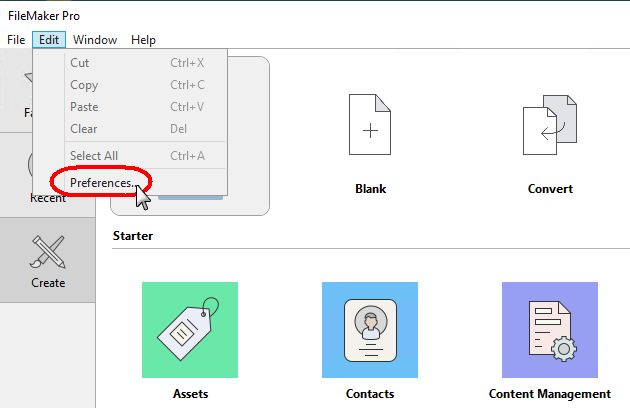 FileMaker Pro
File Edit Window Help
Cut Ctrl+X
Copy Ctrl+C
Paste Ctrl+V
Clear Del
Select All Ctrl+A
Preferences...
Recent
Create
Blank
Convert
Starter
Assets
Contacts
Content Management